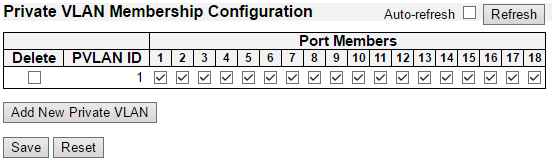 Private VLAN Membership Configuration Auto-refresh Refresh
Port Members
Delete PVLAN ID 1 2 3 4 5 6 7 8 9 10 11 12 13 14 15 16 17 18
1
Add New Private VLAN
Save Reset